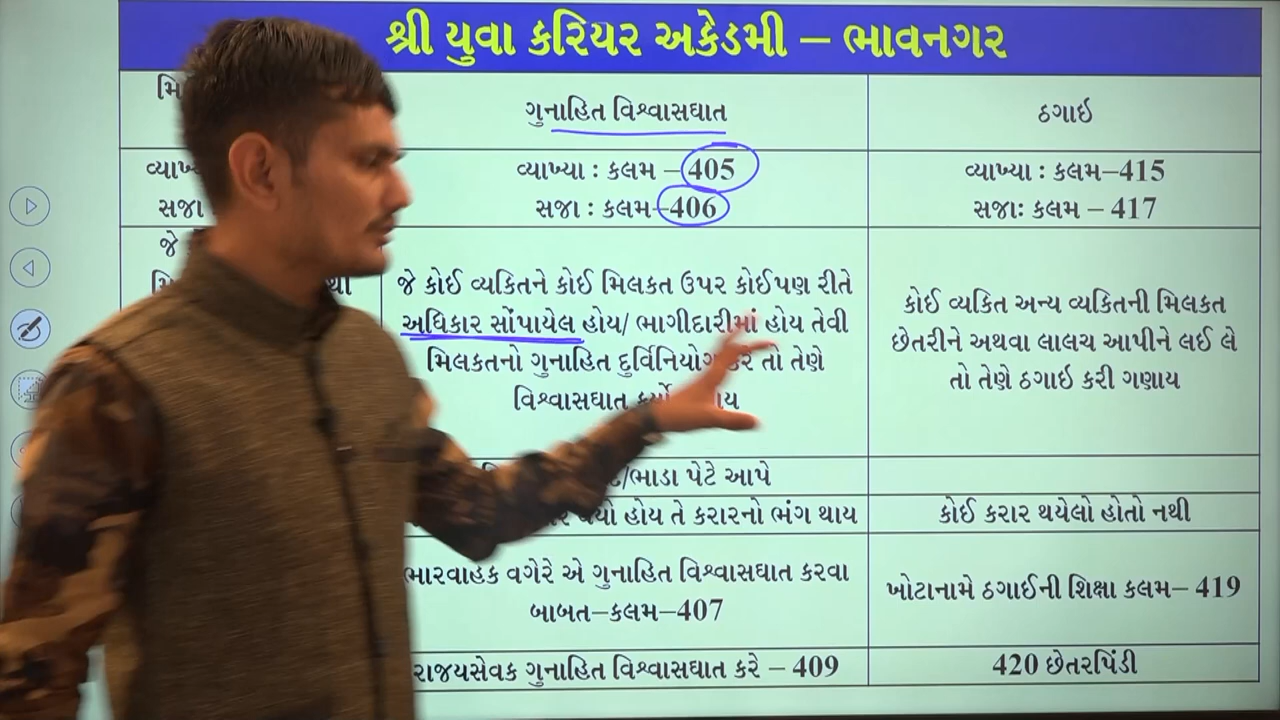 શ્રી યુવા કરિયર અકેડમી – ભાવનગર
મિ
ગુનાહિત વિશ્વાસઘાત
ઠગાઇ
વ્યાખ્યા : કલમ –405
સજા : કલમ–406
વ્યાખ્યા : કલમ–415
સજાઃ કલમ – 417
સજા
જે
જે કોઈ વ્યકિતને કોઈ મિલકત ઉપર કોઈપણ રીતે
અધિકાર સોંપાયેલ હોય/ ભાગીદારીમાં હોય તેવી
મિલકતનો ગુનાહિત દુર્વિનિયોગ કરે તો તેણે
વિશ્વાસઘાત
કોઈ વ્યકિત અન્ય વ્યકિતની મિલકત
છેતરીને અથવા લાલચ આપીને લઈ લે
તો તેણે ઠગાઇ કરી ગણાય
/ભાડા પેટે આપે
હોય તે કરારનો ભંગ થાય
કોઈ કરાર થયેલો હોતો નથી
ભારવાહક વગેરે એ ગુનાહિત વિશ્વાસઘાત કરવા
બાબત–કલમ–407
ખોટાનામે ઠગાઈની શિક્ષા કલમ– 419
રાજયસેવક ગુનાહિત વિશ્વાસઘાત કરે – 409
420 છેતરપિંડી